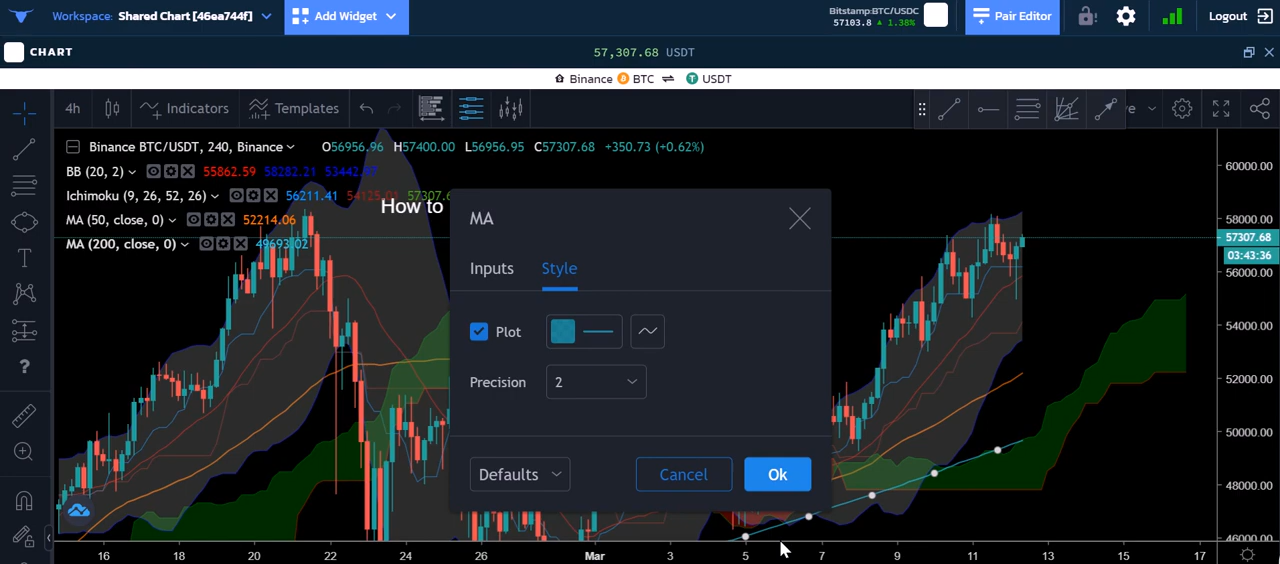 Workspace: Shared Chart [46ea744f]
Add Widget
Bitstamp:BTC/USDC
57103.8 ▲ 1.38%
Pair Editor
Logout
CHART
57,307.68 USDT
Binance BTC ⇌ USDT
4h
Indicators
Templates
Binance BTC/USDT, 240, Binance
O56956.96 H57400.00 L56956.95 C57307.68 +350.73 (+0.62%)
BB (20, 2) 55862.59 58282.21 53442.97
Ichimoku (9, 26, 52, 26) 56211.41 54125.01
How to
MA (50, close, 0) 52214.06
MA (200, close, 0) 49693.02
MA
Inputs
Style
Plot
Precision
2
Defaults
Cancel
Ok
60000.00
58000.00
57307.68
03:43:36
56000.00
54000.00
52000.00
50000.00
48000.00
46000.00
16 18 20 22 24 26 Mar 3 5 7 9 11 13 15 17